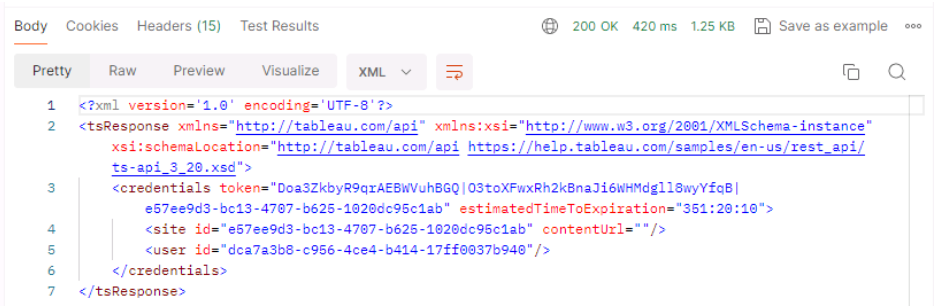 Body Cookies Headers (15) Test Results 200 OK 420 ms 1.25 KB Save as example
Pretty Raw Preview Visualize XML
1 <?xml version='1.0' encoding='UTF-8'?>
2 <tsResponse xmlns="http://tableau.com/api" xmlns:xsi="http://www.w3.org/2001/XMLSchema-instance"
xsi:schemaLocation="http://tableau.com/api https://help.tableau.com/samples/en-us/rest_api/
ts-api_3_20.xsd">
3 <credentials token="Doa3ZkbyR9qrAEBWVuhBGQ|O3toXFwxRh2kBnaJi6WHMdgll8wyYfqB|
e57ee9d3-bc13-4707-b625-1020dc95c1ab" estimatedTimeToExpiration="351:20:10">
4 <site id="e57ee9d3-bc13-4707-b625-1020dc95c1ab" contentUrl=""/>
5 <user id="dca7a3b8-c956-4ce4-b414-17ff0037b940"/>
6 </credentials>
7 </tsResponse>